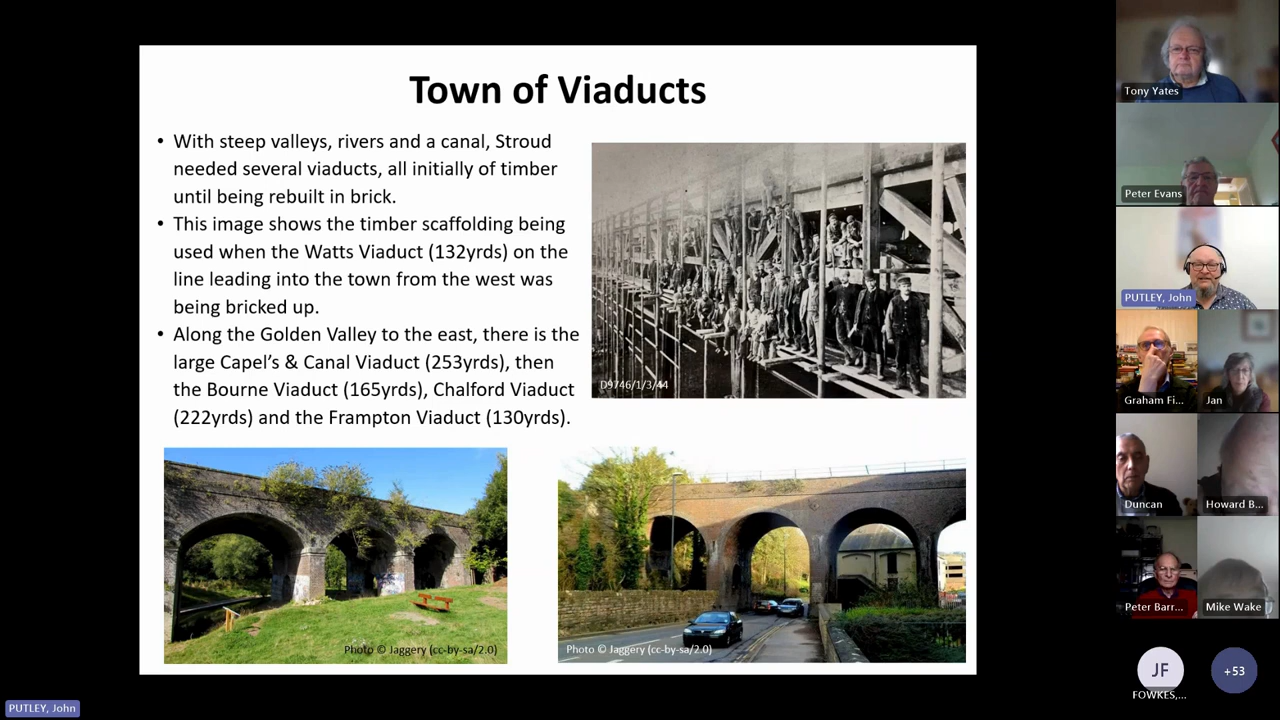 Town of Viaducts
• With steep valleys, rivers and a canal, Stroud
needed several viaducts, all initially of timber
until being rebuilt in brick.
• This image shows the timber scaffolding being
used when the Watts Viaduct (132yrds) on the
line leading into the town from the west was
being bricked up.
• Along the Golden Valley to the east, there is the
large Capel's & Canal Viaduct (253yrds), then
the Bourne Viaduct (165yrds), Chalford Viaduct
(222yrds) and the Frampton Viaduct (130yrds).
D9746/1/3/44
Photo © Jaggery (cc-by-sa/2.0)
Photo © Jaggery (cc-by-sa/2.0)
Tony Yates
Peter Evans
PUTLEY, John
Graham Fi...
Jan
Duncan
Howard B...
Peter Barr...
Mike Wake
JF
FOWKES,...
+53
PUTLEY, John